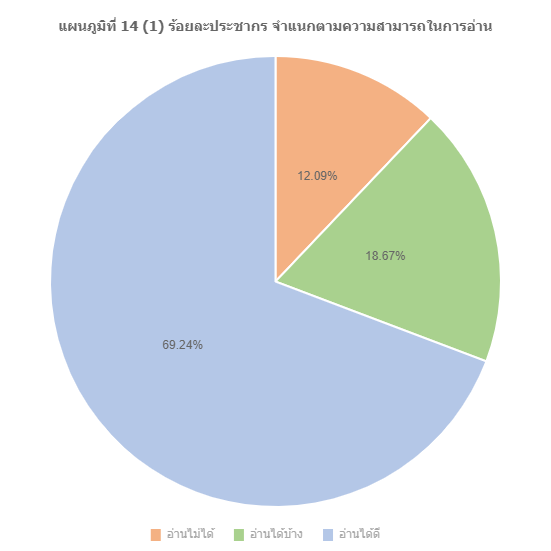 แผนภูมิที่ 14 (1) ร้อยละประชากร จำแนกตามความสามารถในการอ่าน
12.09%
18.67%
69.24%
อ่านไม่ได้ อ่านได้บ้าง อ่านได้ดี